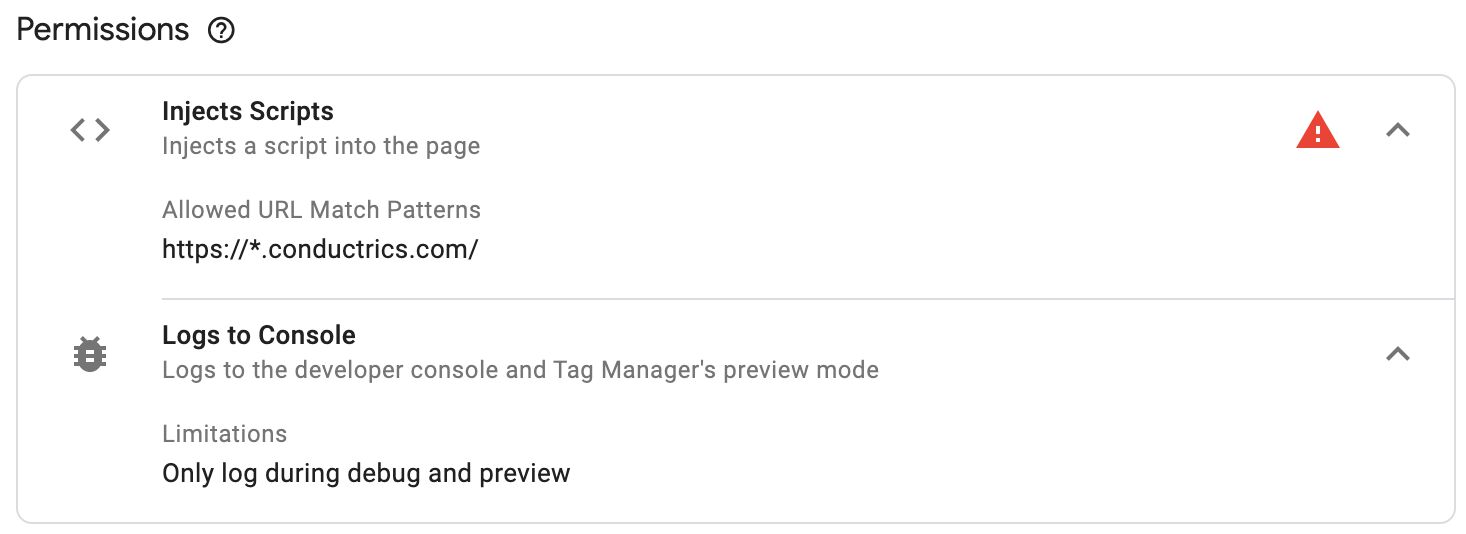 Permissions
Injects Scripts
Injects a script into the page
Allowed URL Match Patterns
https://*.conductrics.com/
Logs to Console
Logs to the developer console and Tag Manager's preview mode
Limitations
Only log during debug and preview